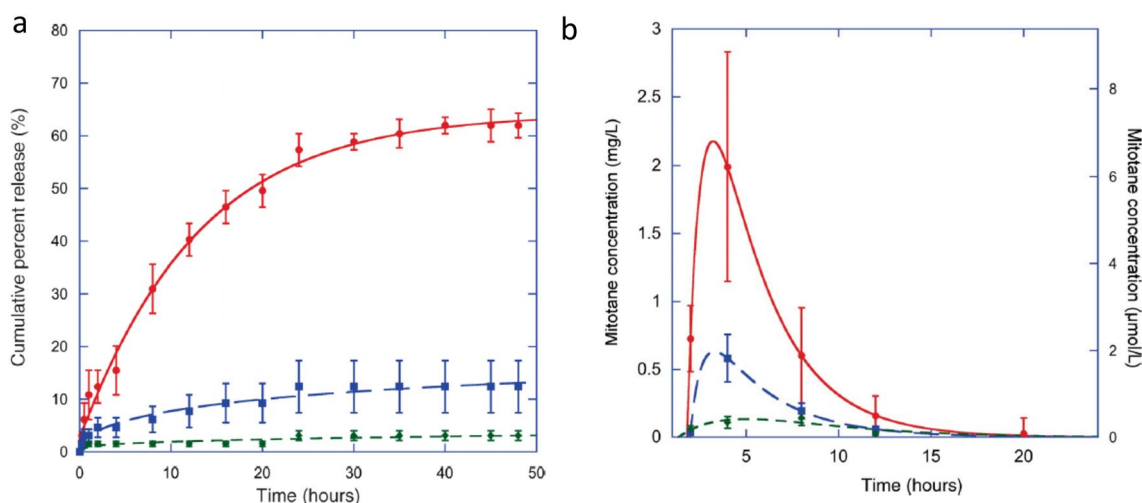 a
80
70
60
50
40
30
20
10
0
0 10 20 30 40 50
Cumulative percent release (%)
Time (hours)
b
3
2.5
2
1.5
1
0.5
0
5 10 15 20
Mitotane concentration (mg/L)
Time (hours)
8
6
4
2
0
Mitotane concentration (μmol/L)